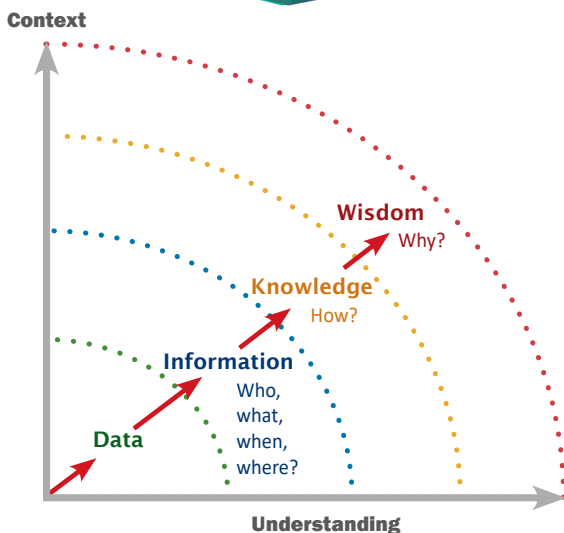 Context
Wisdom
Why?
Knowledge
How?
Information
Who,
what,
when,
where?
Data
Understanding